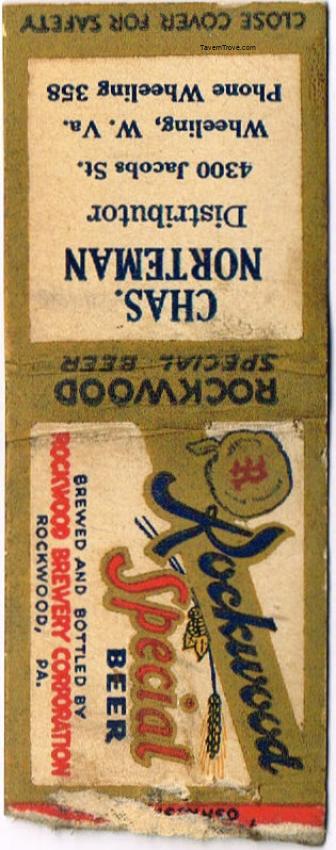 CLOSE COVER FOR SAFETY
TavernTrove.com
CHAS.
NORTEMAN
Distributor
4300 Jacobs St.
Wheeling, W. Va.
Phone Wheeling 358
ROCKWOOD
SPECIAL BEER
R
Rockwood
Special
BEER
BREWED AND BOTTLED BY
ROCKWOOD BREWERY CORPORATION
ROCKWOOD, PA.